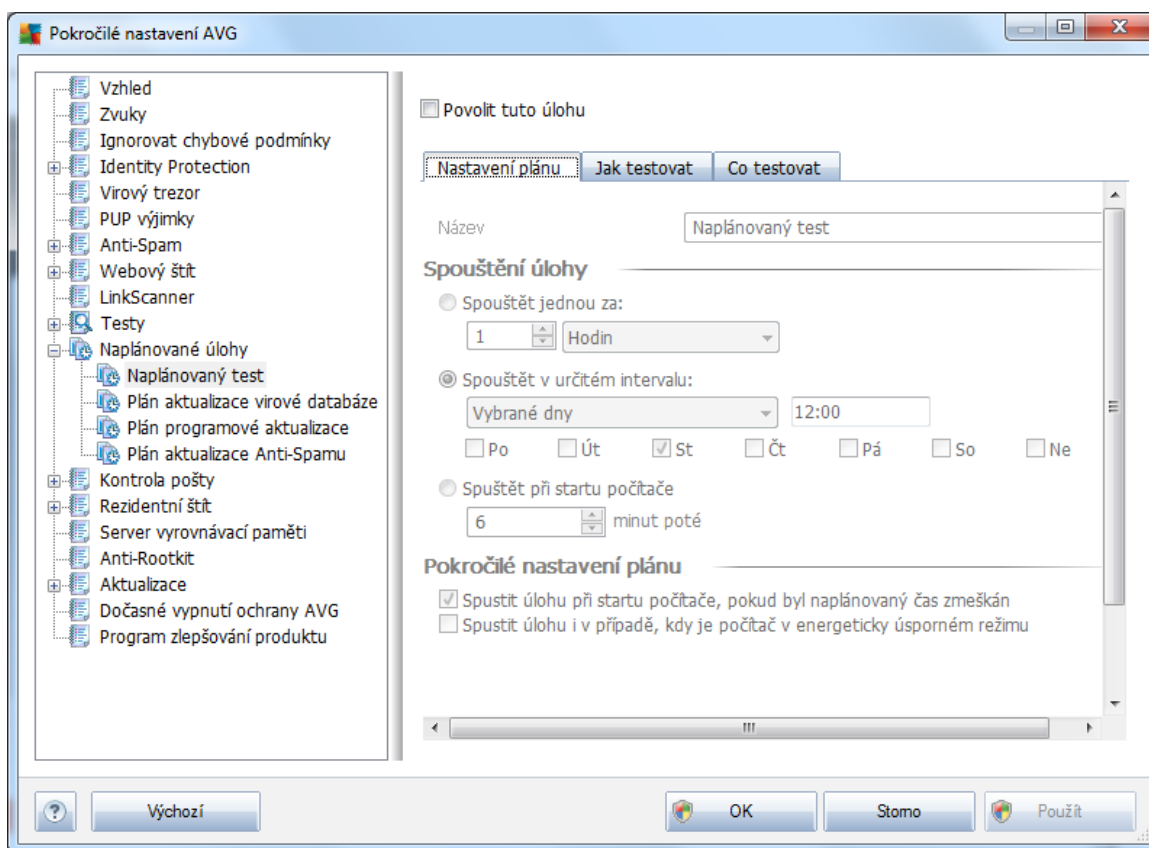 Pokročilé nastavení AVG
Vzhled
Zvuky
Ignorovat chybové podmínky
Identity Protection
Virový trezor
PUP výjimky
Anti-Spam
Webový štít
LinkScanner
Testy
Naplánované úlohy
Naplánovaný test
Plán aktualizace virové databáze
Plán programové aktualizace
Plán aktualizace Anti-Spamu
Kontrola pošty
Rezidentní štít
Server vyrovnávací paměti
Anti-Rootkit
Aktualizace
Dočasné vypnutí ochrany AVG
Program zlepšování produktu
Povolit tuto úlohu
Nastavení plánu Jak testovat Co testovat
Název Naplánovaný test
Spouštění úlohy
Spouštět jednou za:
1 Hodin
Spouštět v určitém intervalu:
Vybrané dny 12:00
Po Út St Čt Pá So Ne
Spuštět při startu počítače
6 minut poté
Pokročilé nastavení plánu
Spustit úlohu při startu počítače, pokud byl naplánovaný čas zmeškán
Spustit úlohu i v případě, kdy je počítač v energeticky úsporném režimu
? Výchozí OK Storno Použít